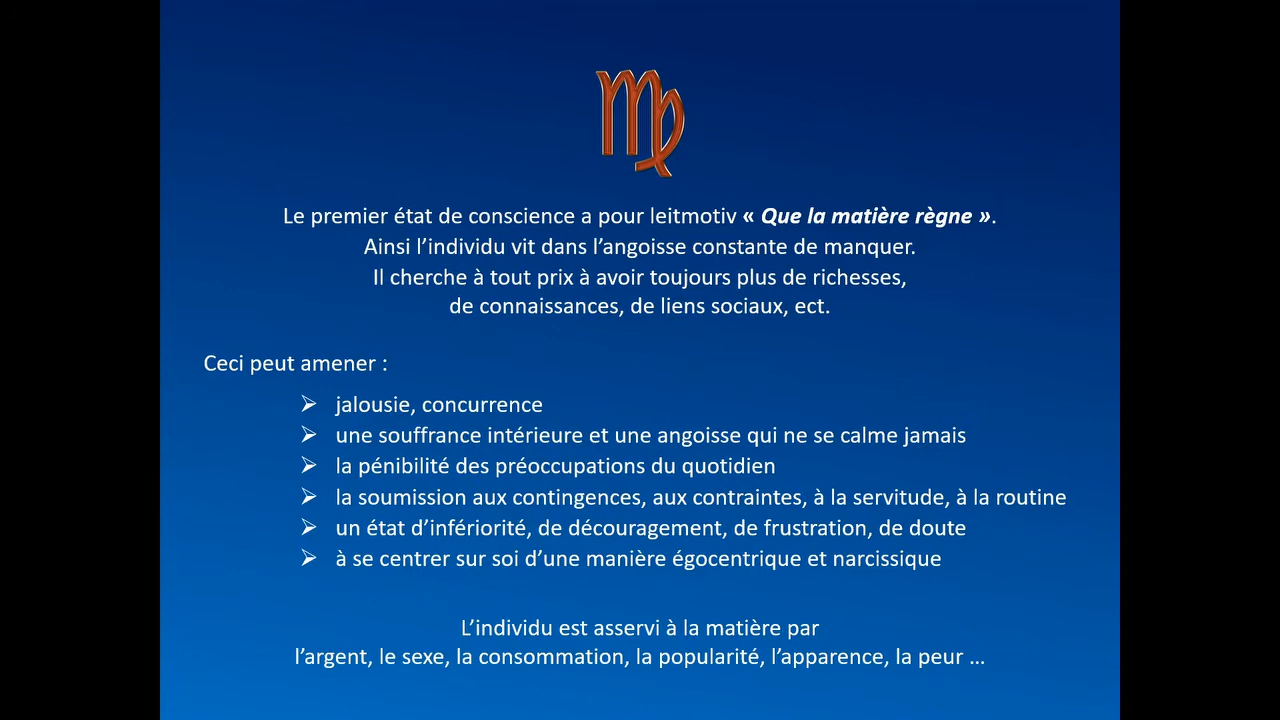 Le premier état de conscience a pour leitmotiv « Que la matière règne ».
Ainsi l’individu vit dans l’angoisse constante de manquer.
Il cherche à tout prix à avoir toujours plus de richesses,
de connaissances, de liens sociaux, ect.
Ceci peut amener :
➢ jalousie, concurrence
➢ une souffrance intérieure et une angoisse qui ne se calme jamais
➢ la pénibilité des préoccupations du quotidien
➢ la soumission aux contingences, aux contraintes, à la servitude, à la routine
➢ un état d’infériorité, de découragement, de frustration, de doute
➢ à se centrer sur soi d’une manière égocentrique et narcissique
L’individu est asservi à la matière par
l’argent, le sexe, la consommation, la popularité, l’apparence, la peur …